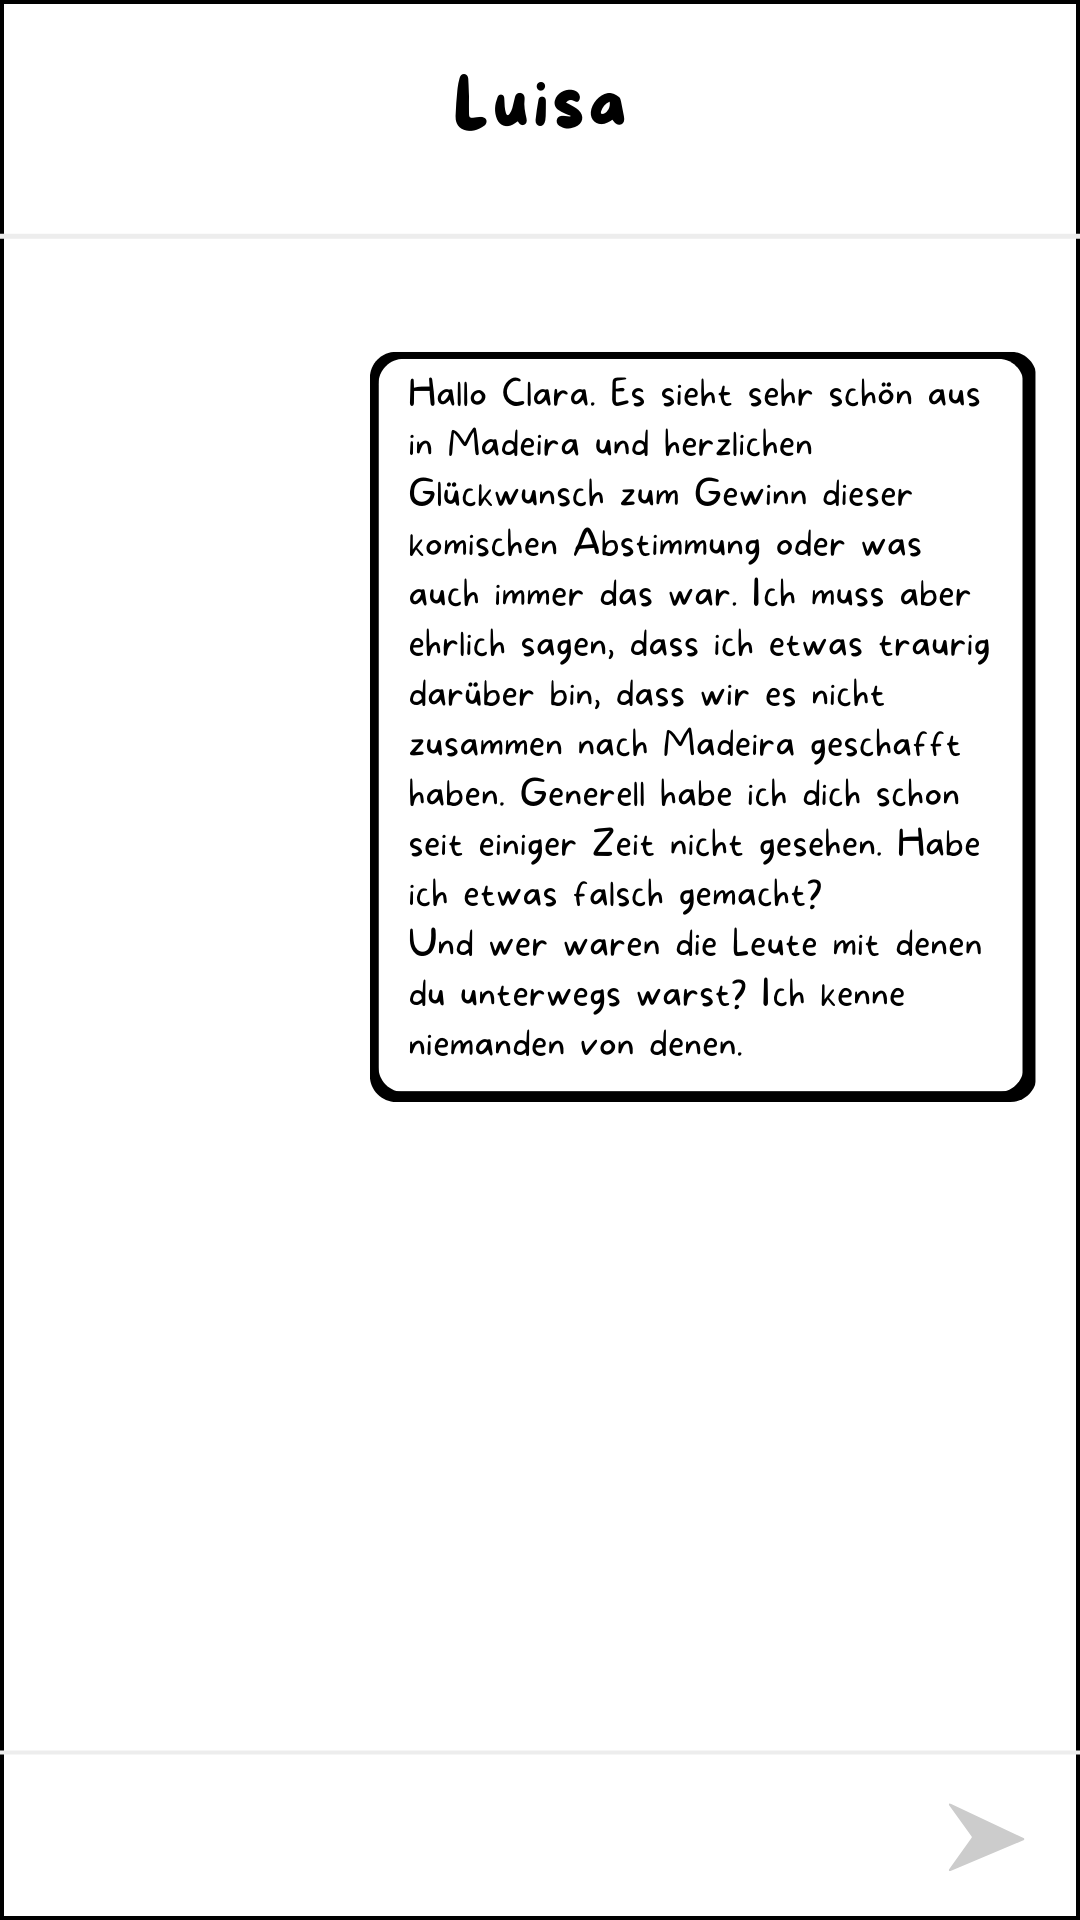 Luisa
Hallo Clara. Es sieht sehr schön aus
in Madeira und herzlichen
Glückwunsch zum Gewinn dieser
komischen Abstimmung oder was
auch immer das war. Ich muss aber
ehrlich sagen, dass ich etwas traurig
darüber bin, dass wir es nicht
zusammen nach Madeira geschafft
haben. Generell habe ich dich schon
seit einiger Zeit nicht gesehen. Habe
ich etwas falsch gemacht?
Und wer waren die Leute mit denen
du unterwegs warst? Ich kenne
niemanden von denen.